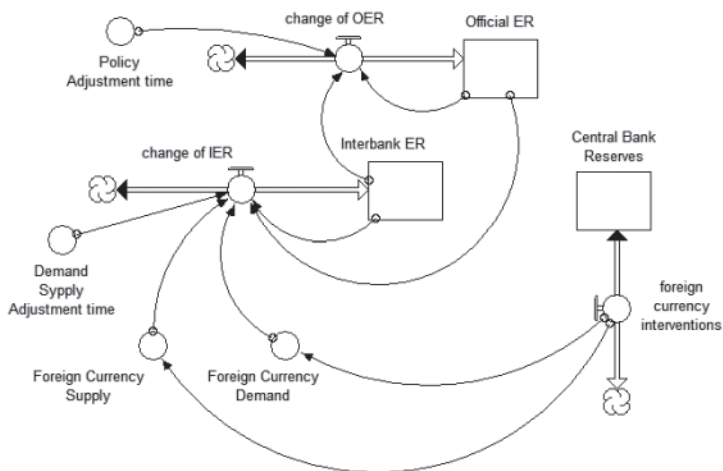 change of OER
Official ER
Policy
Adjustment time
Central Bank
Reserves
change of IER
Interbank ER
Demand
Sypply
Adjustment time
foreign
currency
interventions
Foreign Currency
Supply
Foreign Currency
Demand